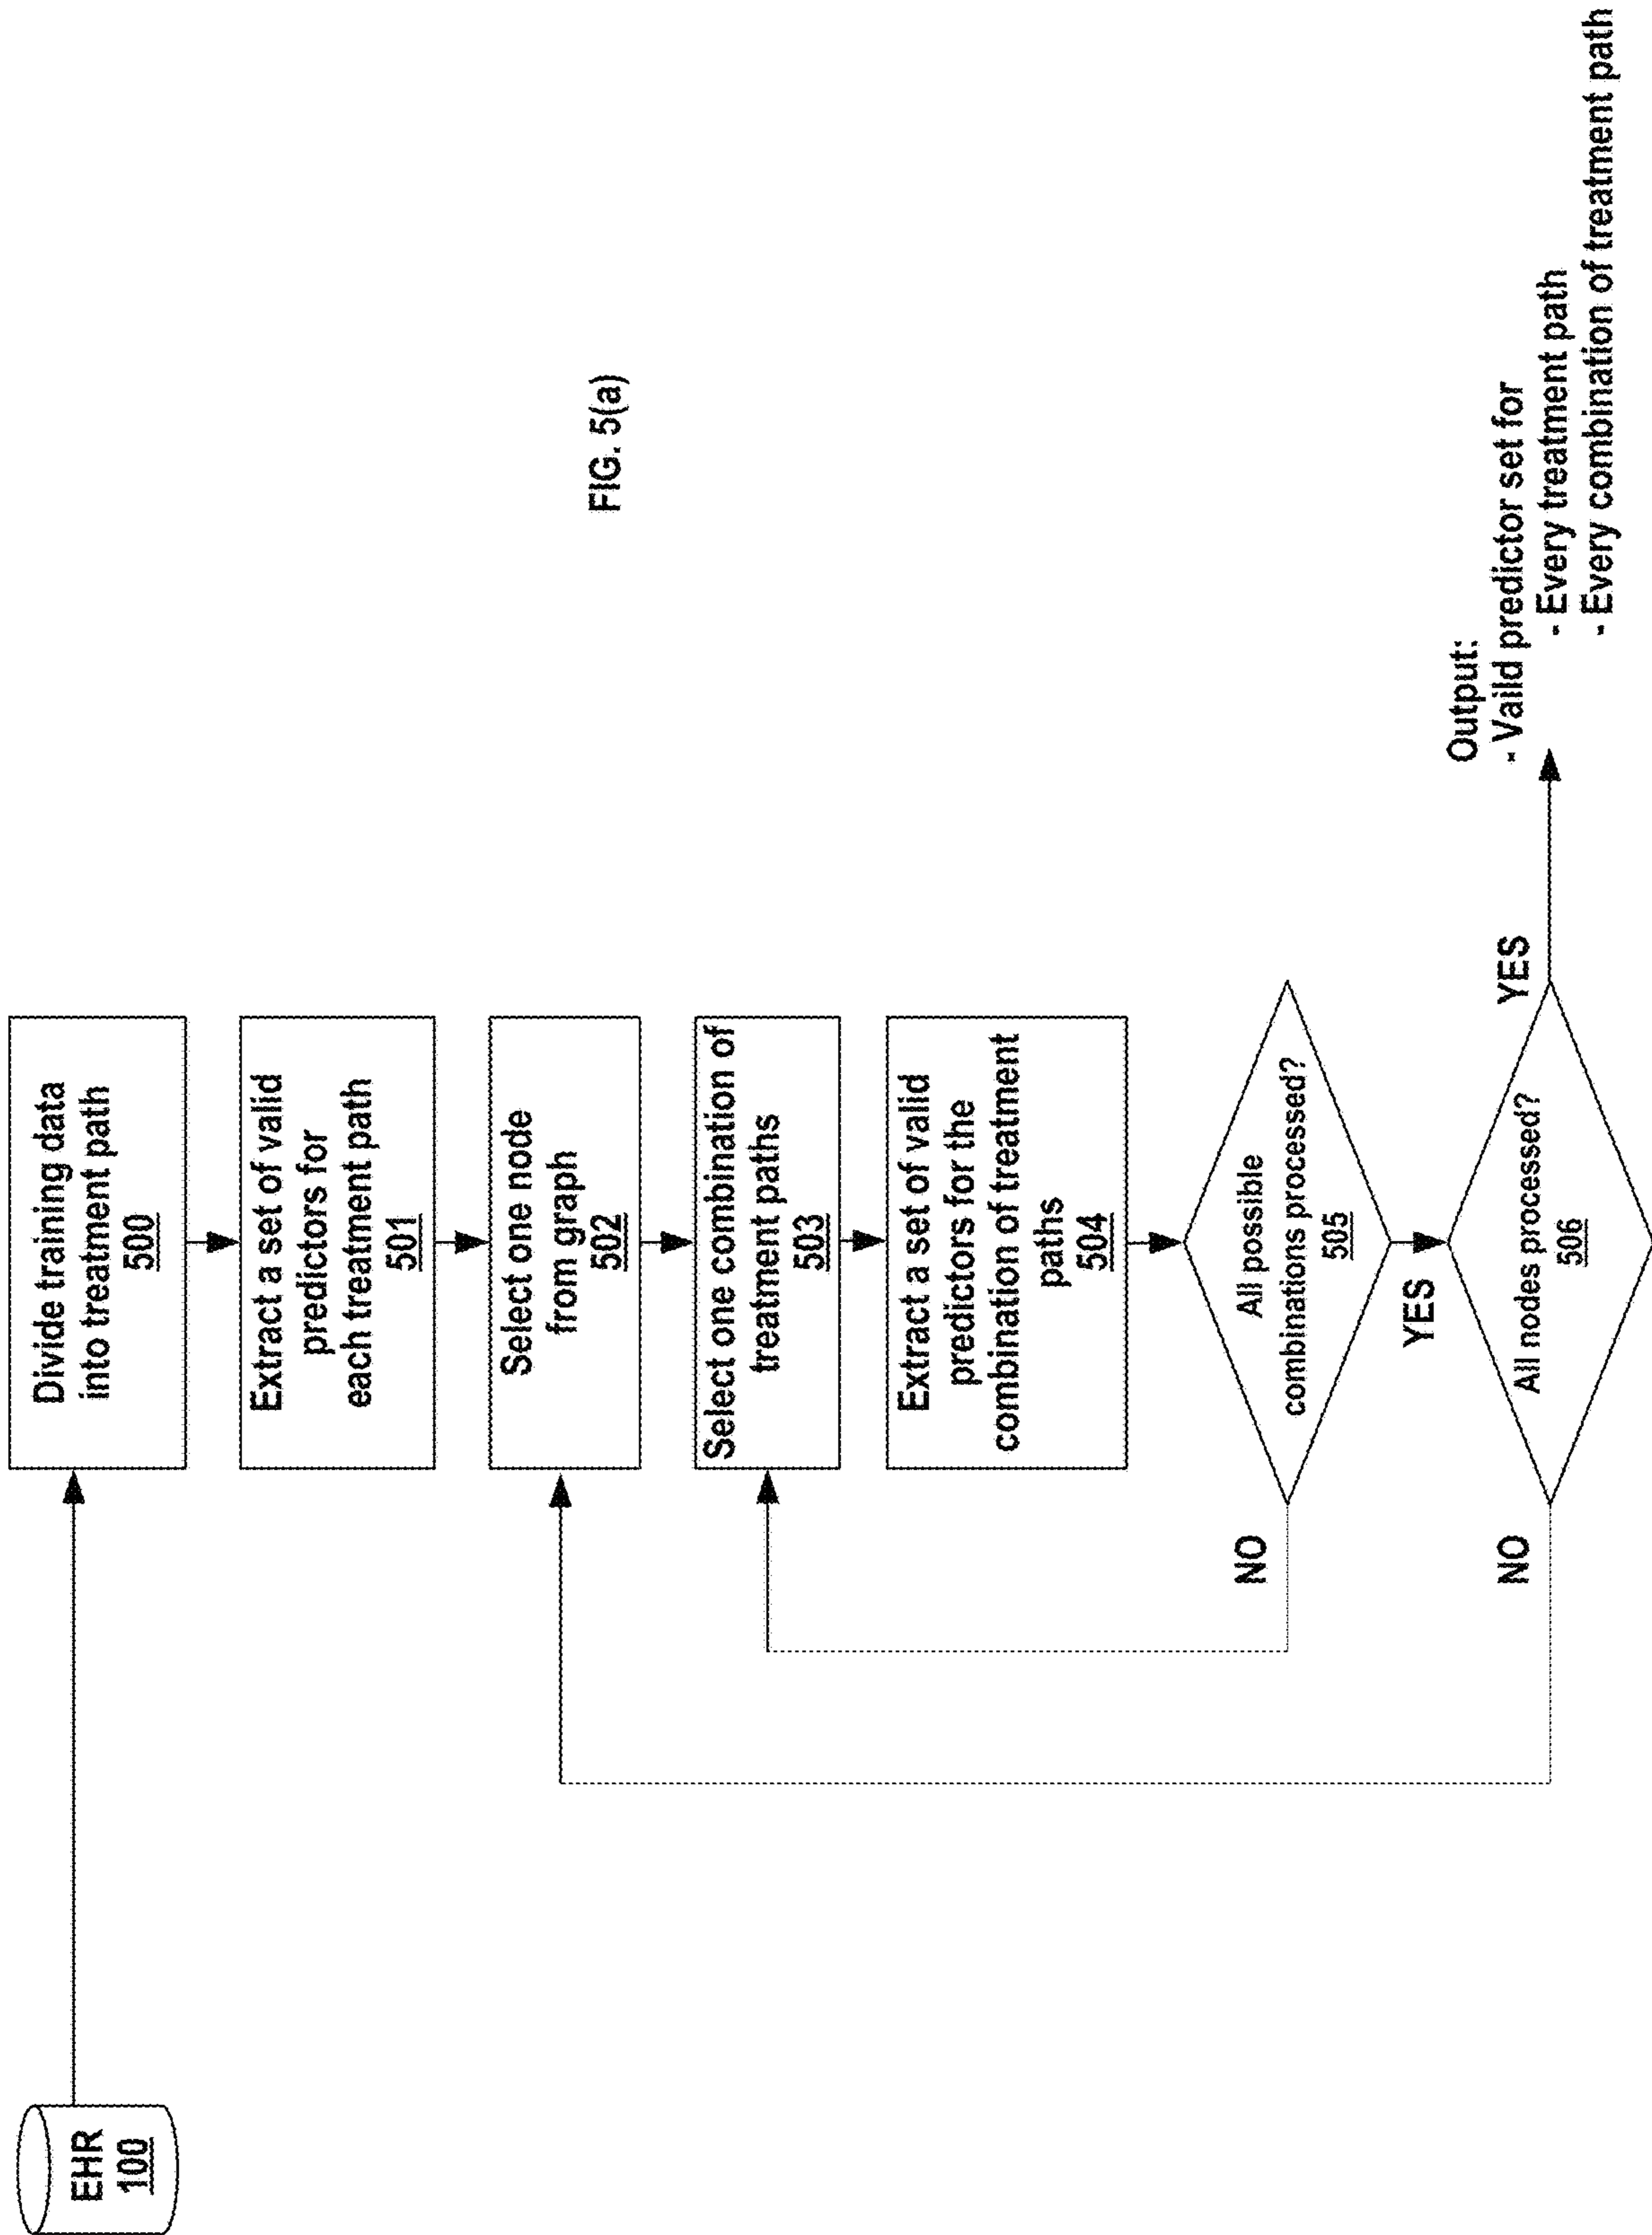 EHR
100
Divide training data
into treatment path
500
Extract a set of valid
predictors for
each treatment path
501
Select one node
from graph
502
Select one combination of
treatment paths
503
Extract a set of valid
predictors for the
combination of treatment
paths
504
All possible
combinations processed?
505
NO
YES
All nodes processed?
506
NO
YES
Output:
- Vaild predictor set for
- Every treatment path
- Every combination of treatment path
FIG. 5(a)